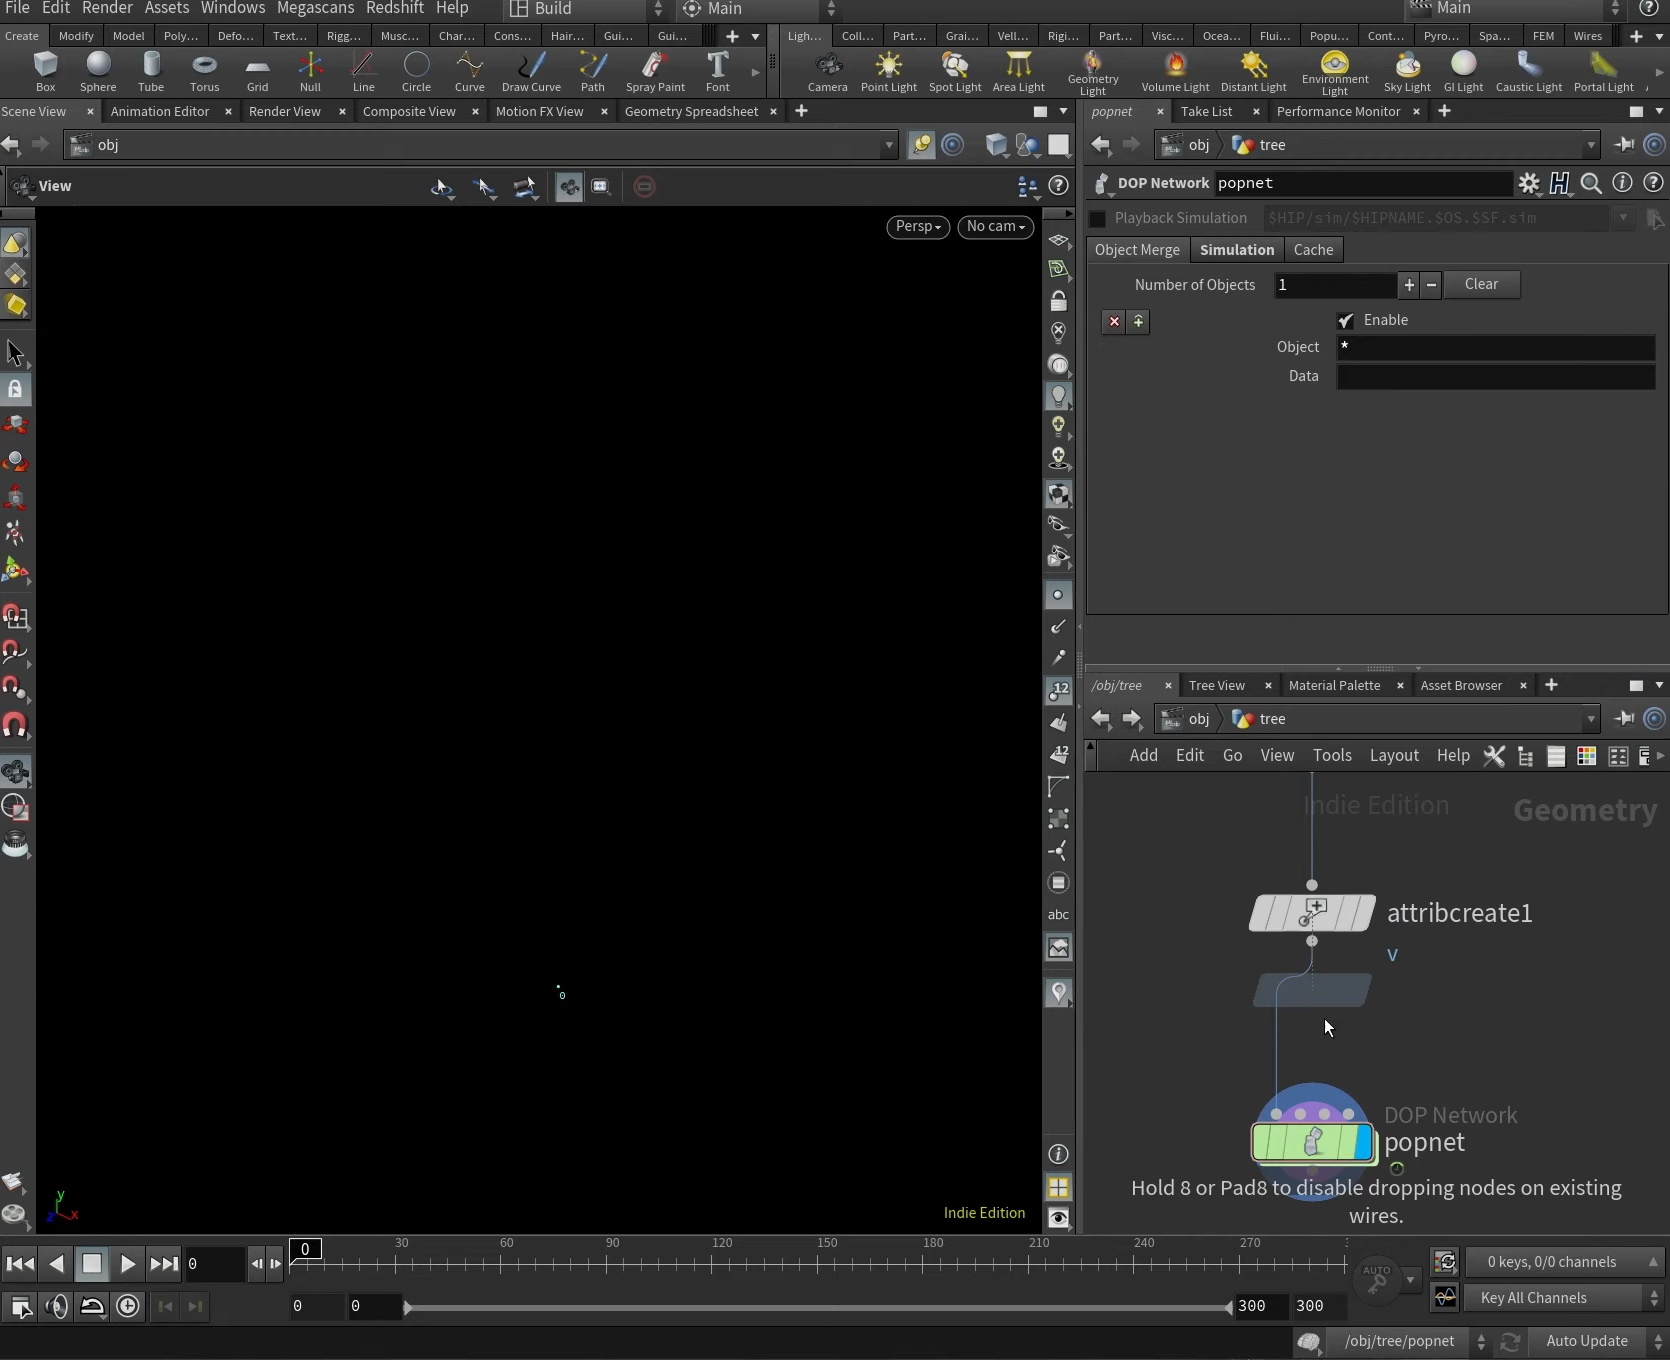 File Edit Render Assets Windows Megascans Redshift Help Build Main Main
Create Modify Model Poly... Defo... Text... Rigg... Musc... Char... Cons... Hair... Gui... Gui... Ligh... Coll... Part... Grai... Vell... Rigi... Part... Visc... Ocea... Flui... Popu... Cont... Pyro... Spa... FEM Wires
Box Sphere Tube Torus Grid Null Line Circle Curve Draw Curve Path Spray Paint Font Camera Point Light Spot Light Area Light Geometry Light Volume Light Distant Light Environment Light Sky Light GI Light Caustic Light Portal Light
Scene View Animation Editor Render View Composite View Motion FX View Geometry Spreadsheet
obj
View
Persp No cam
0
y
z x
Indie Edition
popnet Take List Performance Monitor
obj tree
DOP Network popnet
Playback Simulation $HIP/sim/$HIPNAME.$OS.$SF.sim
Object Merge Simulation Cache
Number of Objects 1 Clear
Enable
Object *
Data
12
12
abc
/obj/tree Tree View Material Palette Asset Browser
obj tree
Add Edit Go View Tools Layout Help
Indie Edition Geometry
attribcreate1
v
DOP Network
popnet
Hold 8 or Pad8 to disable dropping nodes on existing
wires.
0 0 30 60 90 120 150 180 210 240 270
AUTO
0 keys, 0/0 channels
0 0 300 300
Key All Channels
/obj/tree/popnet Auto Update